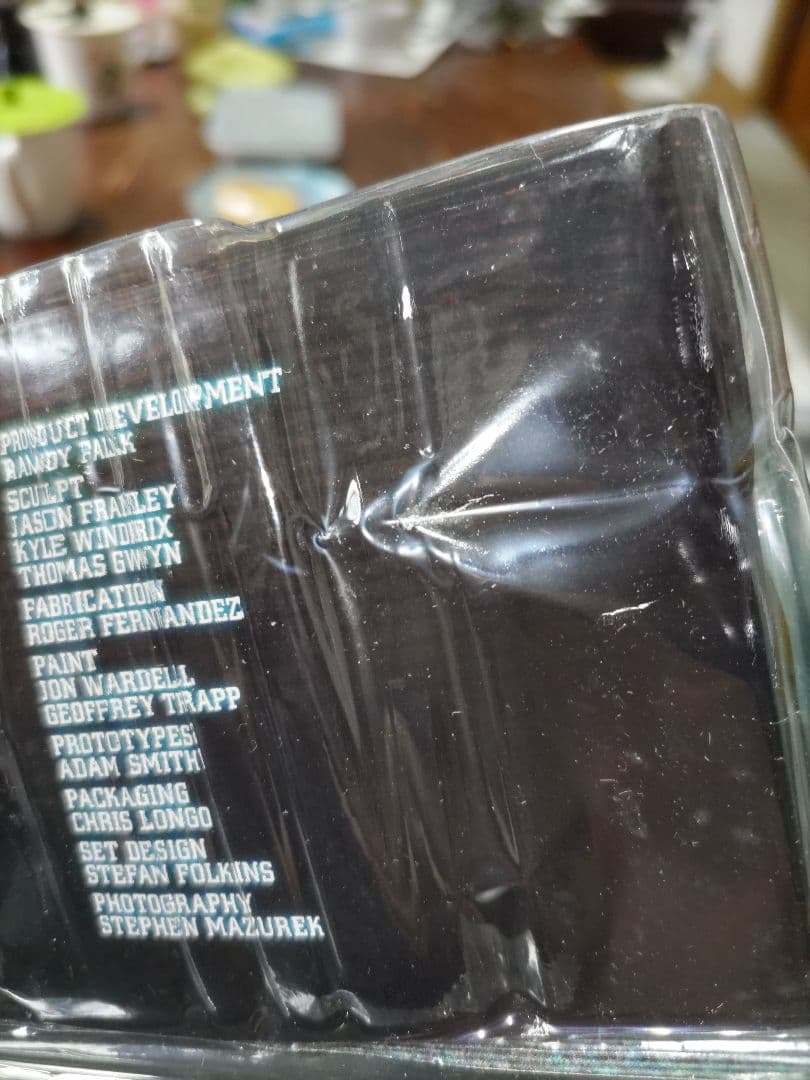 PRODUCT DEVELOPMENT
RANDY FALK
SCULPT
JASON FRAILEY
KYLE WINDRIX
THOMAS GWYN
FABRICATION
ROGER FERNANDEZ
PAINT
JON WARDELL
GEOFFREY TRAPP
PROTOTYPES
ADAM SMITH
PACKAGING
CHRIS LONGO
SET DESIGN
STEFAN FOLKINS
PHOTOGRAPHY
STEPHEN MAZUREK